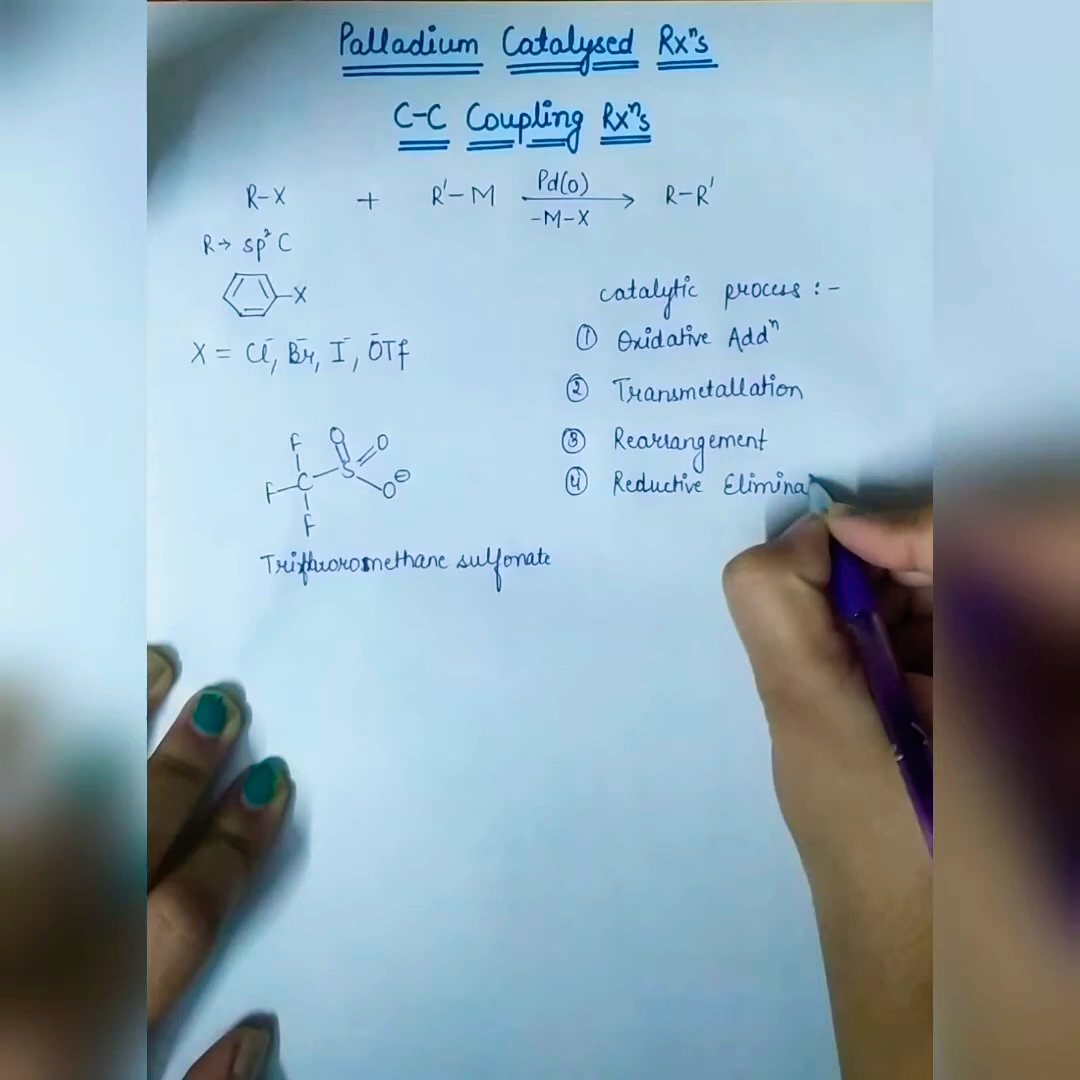 Palladium Catalysed Rxⁿs
C-C Coupling Rxⁿs
R-X + R'-M Pd(0) → R-R'
-M-X
R→ sp² C
X
X = Cl⁻, Br⁻, I⁻, ŌTf
catalytic process :-
① Oxidative Addⁿ
② Transmetallation
③ Rearrangement
④ Reductive Elimina
F O O
F-C S O⊖
F
Trifluoromethane sulfonate